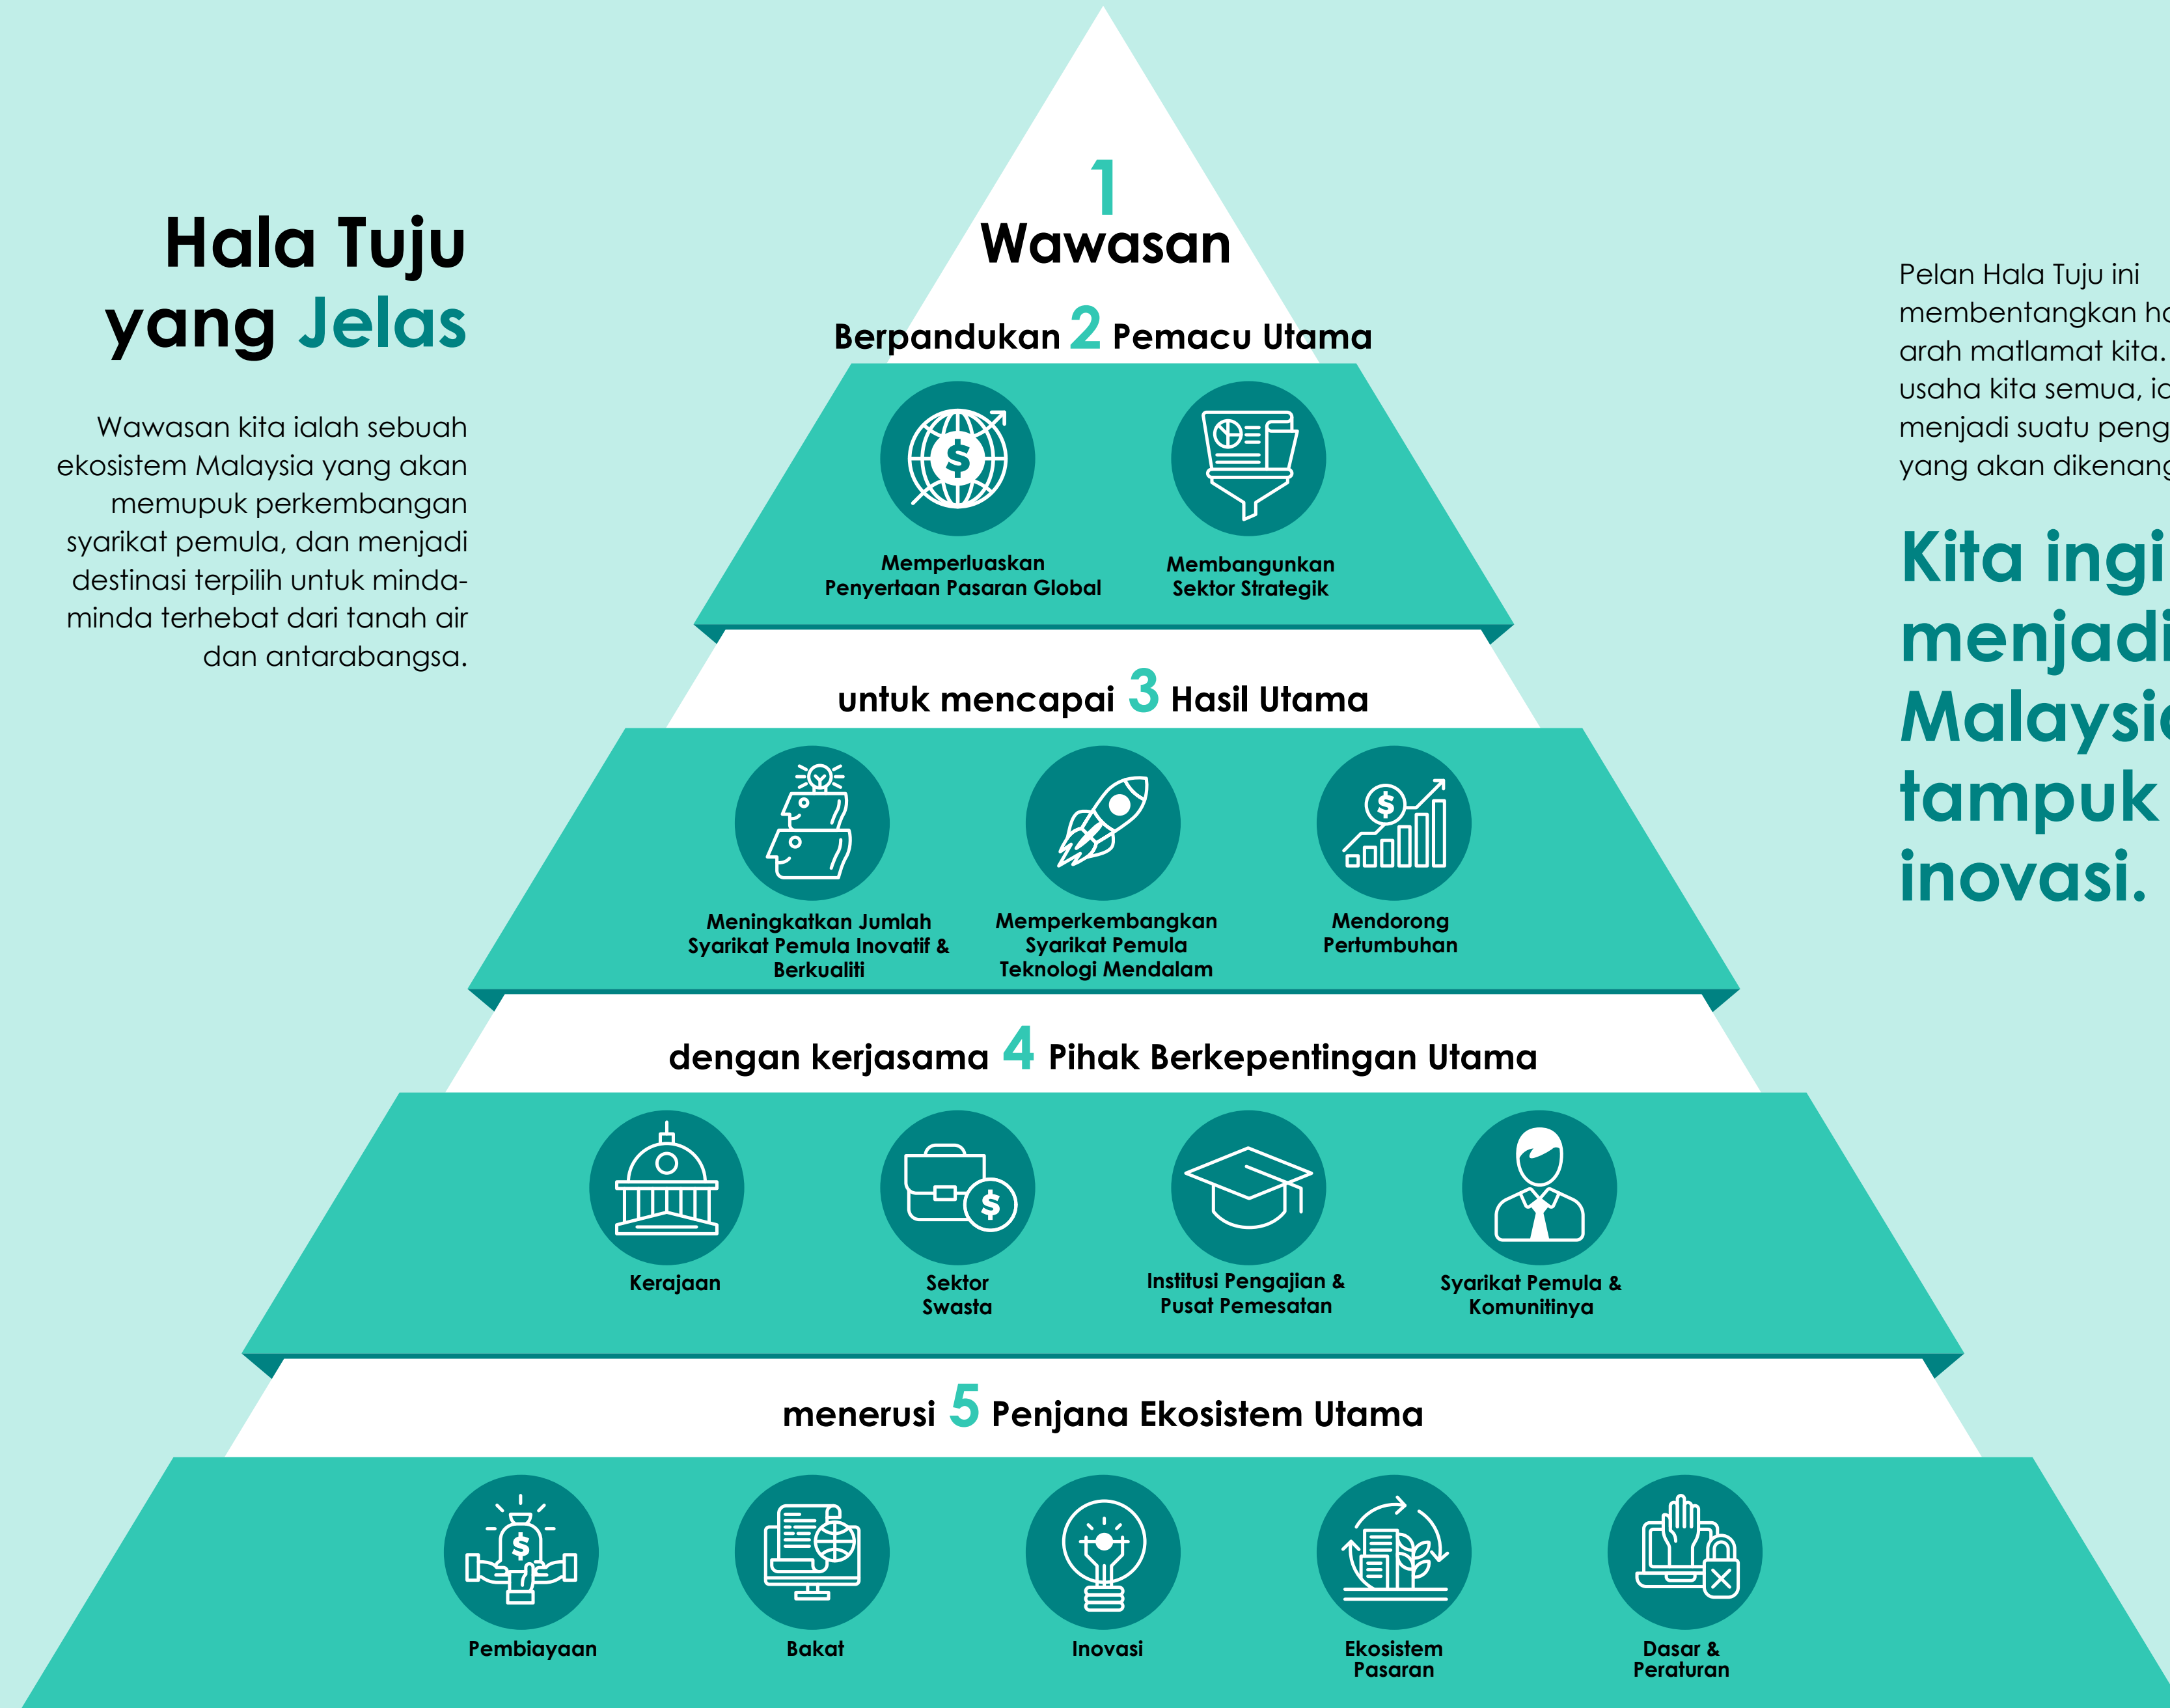 Hala Tuju
yang Jelas
Wawasan kita ialah sebuah
ekosistem Malaysia yang akan
memupuk perkembangan
syarikat pemula, dan menjadi
destinasi terpilih untuk minda-
minda terhebat dari tanah air
dan antarabangsa.
1
Wawasan
Berpandukan 2 Pemacu Utama
Memperluaskan
Penyertaan Pasaran Global
Membangunkan
Sektor Strategik
untuk mencapai 3 Hasil Utama
Meningkatkan Jumlah
Syarikat Pemula Inovatif &
Berkualiti
Memperkembangkan
Syarikat Pemula
Teknologi Mendalam
Mendorong
Pertumbuhan
dengan kerjasama 4 Pihak Berkepentingan Utama
Kerajaan
Sektor
Swasta
Institusi Pengajian &
Pusat Pemesatan
Syarikat Pemula &
Komunitinya
menerusi 5 Penjana Ekosistem Utama
Pembiayaan
Bakat
Inovasi
Ekosistem
Pasaran
Dasar &
Peraturan
Pelan Hala Tuju ini
membentangkan
arah matlamat kita.
usaha kita semua,
menjadi suatu
yang akan
Kita
menjadi
tampuk
inovasi.